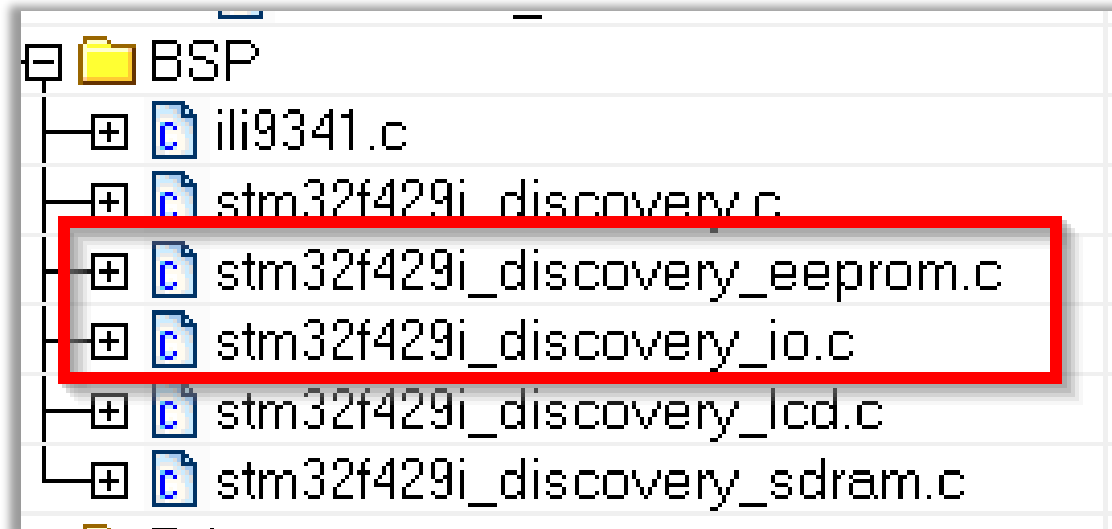 BSP
ili9341.c
stm32f429i_discovery.c
stm32f429i_discovery_eeprom.c
stm32f429i_discovery_io.c
stm32f429i_discovery_lcd.c
stm32f429i_discovery_sdram.c